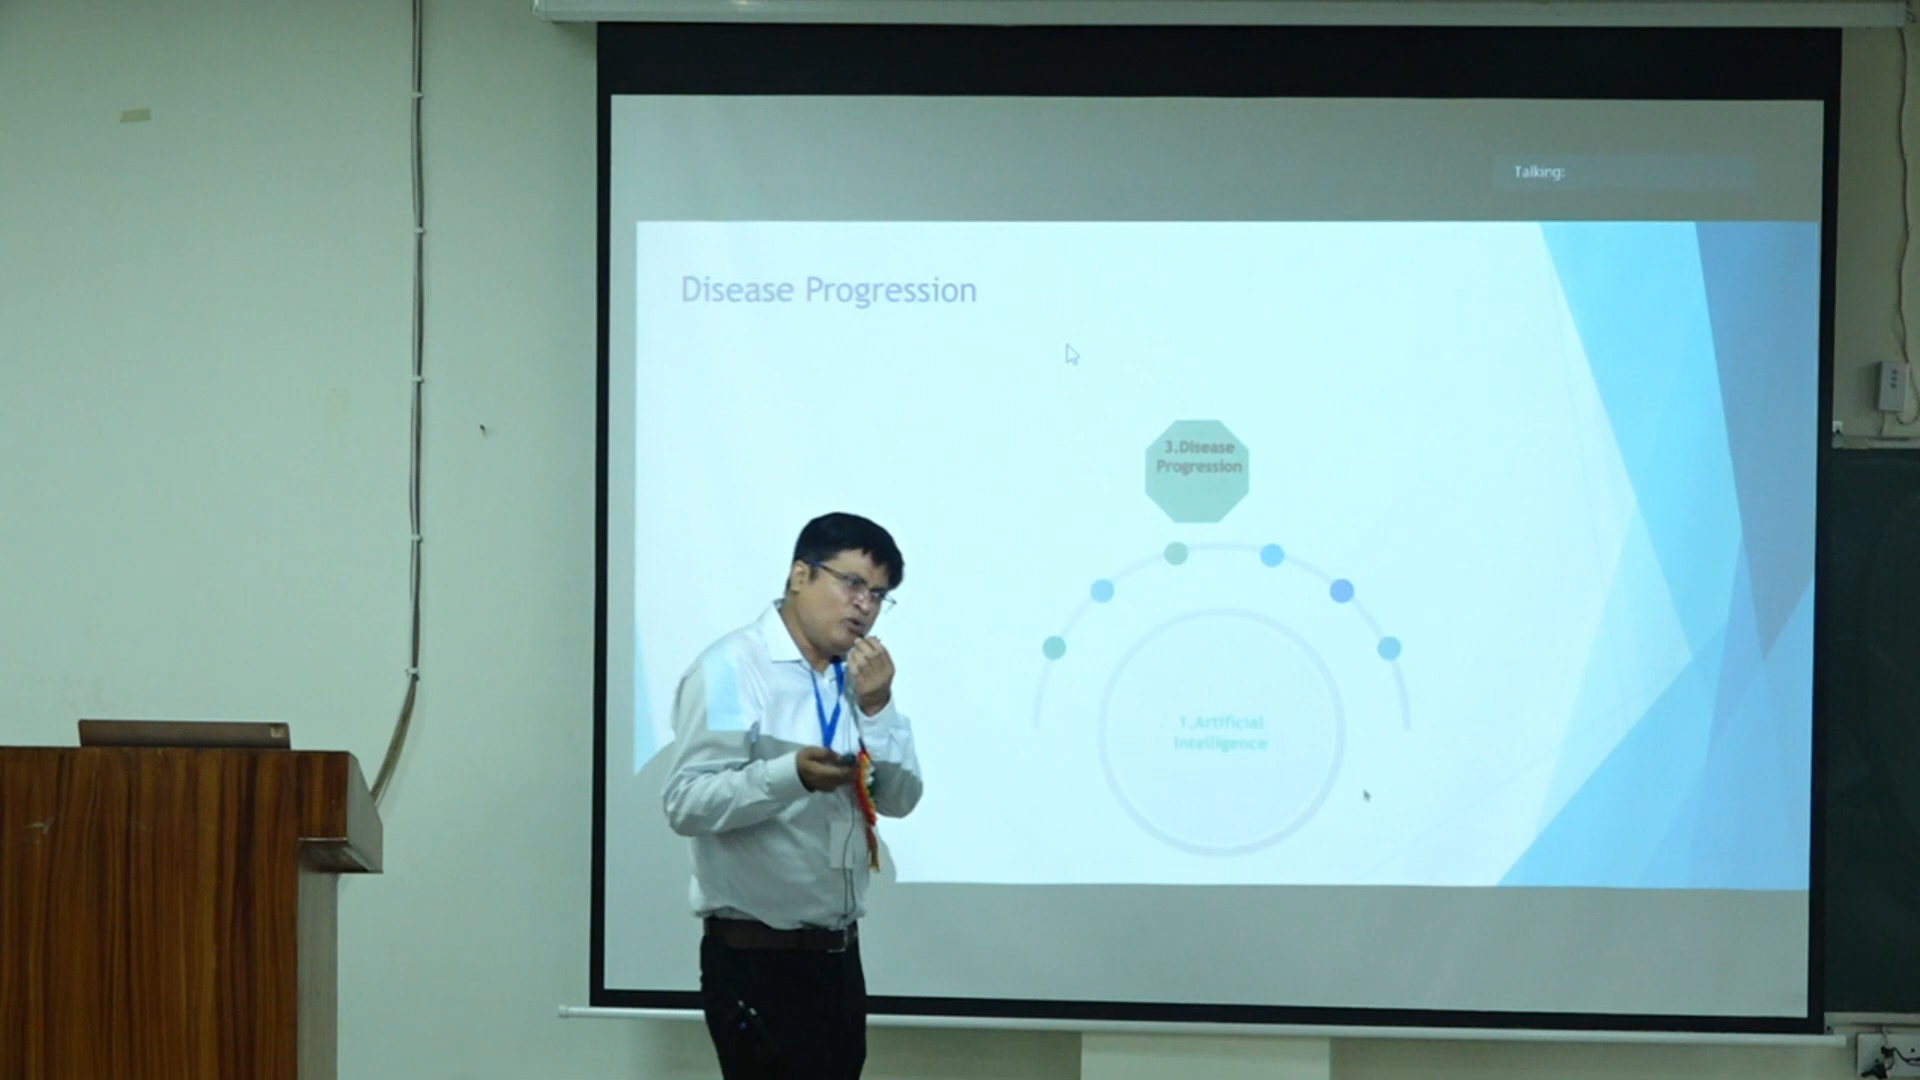 Talking:
Disease Progression
3.Disease
Progression
1.Artificial
Intelligence